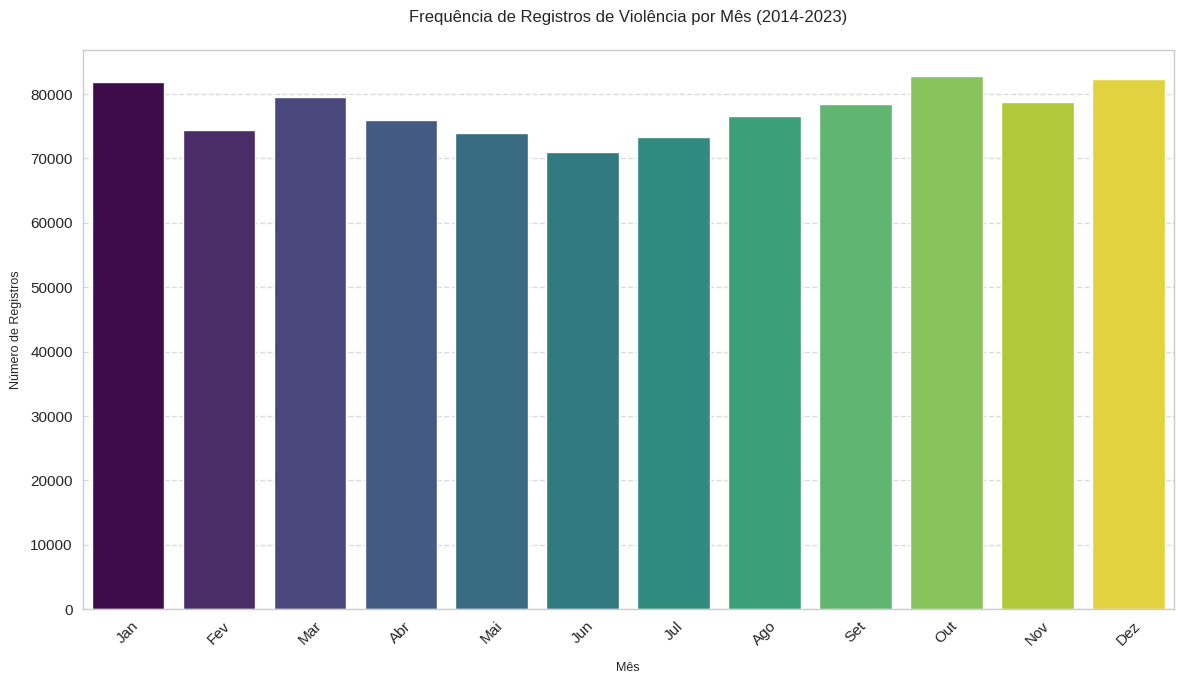 Frequência de Registros de Violência por Mês (2014-2023)
Número de Registros
80000
70000
60000
50000
40000
30000
20000
10000
0
Jan
Fev
Mar
Abr
Mai
Jun
Jul
Ago
Set
Out
Nov
Dez
Mês